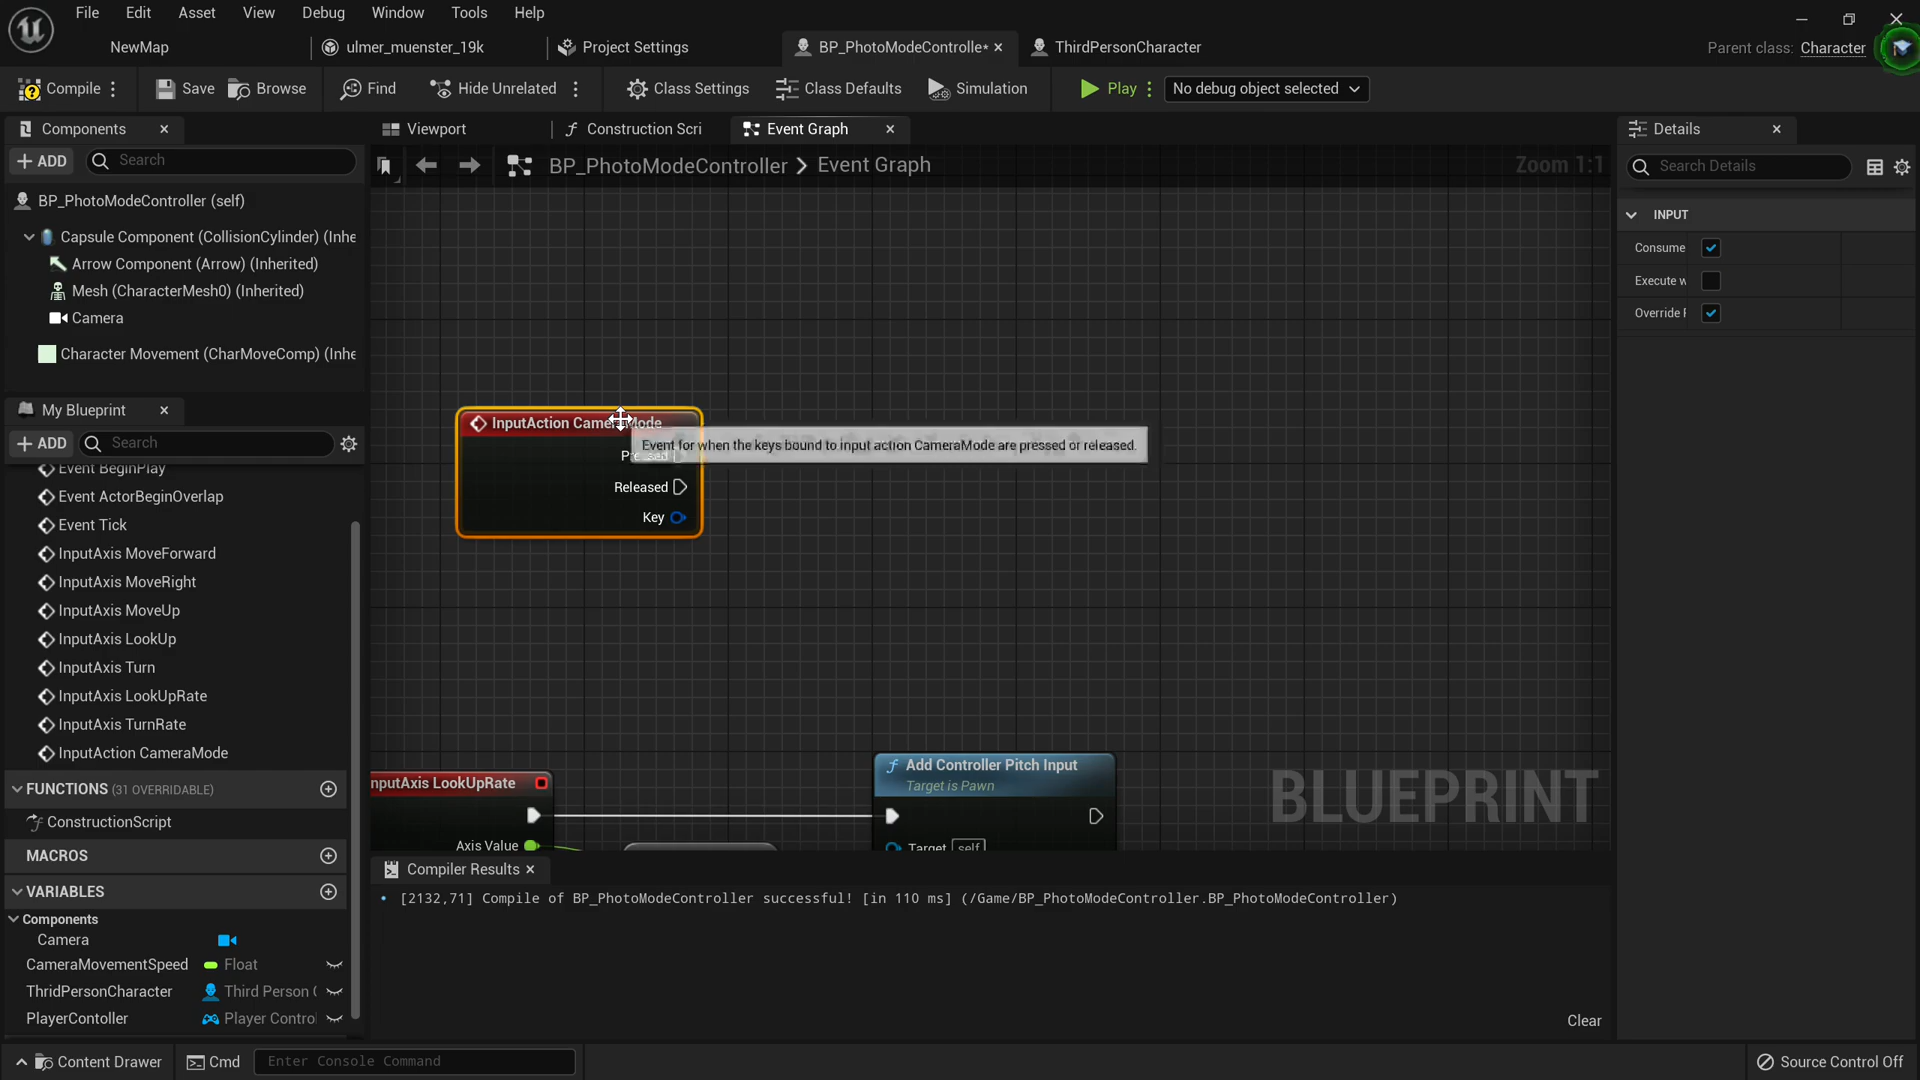 File Edit Asset View Debug Window Tools Help
NewMap ulmer_muenster_19k Project Settings BP_PhotoModeControlle* ThirdPersonCharacter Parent class: Character
Compile Save Browse Find Hide Unrelated Class Settings Class Defaults Simulation Play No debug object selected
Components Viewport Construction Scri Event Graph Details
ADD Search
BP_PhotoModeController > Event Graph Zoom 1:1
Search Details
BP_PhotoModeController (self)
Capsule Component (CollisionCylinder) (Inhe
Arrow Component (Arrow) (Inherited)
Mesh (CharacterMesh0) (Inherited)
Camera
Character Movement (CharMoveComp) (Inhe
INPUT
Consume
Execute w
Override
My Blueprint
ADD Search
Event BeginPlay
Event ActorBeginOverlap
Event Tick
InputAxis MoveForward
InputAxis MoveRight
InputAxis MoveUp
InputAxis LookUp
InputAxis Turn
InputAxis LookUpRate
InputAxis TurnRate
InputAction CameraMode
FUNCTIONS (31 OVERRIDABLE)
ConstructionScript
MACROS
VARIABLES
Components
Camera
CameraMovementSpeed Float
ThridPersonCharacter Third Person
PlayerContoller Player Contro
InputAction CameraMode
Event for when the keys bound to input action CameraMode are pressed or released.
Pressed
Released
Key
nputAxis LookUpRate
Axis Value
Add Controller Pitch Input
Target is Pawn
Target self
BLUEPRINT
Compiler Results
[2132,71] Compile of BP_PhotoModeController successful! [in 110 ms] (/Game/BP_PhotoModeController.BP_PhotoModeController)
Clear
Content Drawer Cmd Enter Console Command Source Control Off